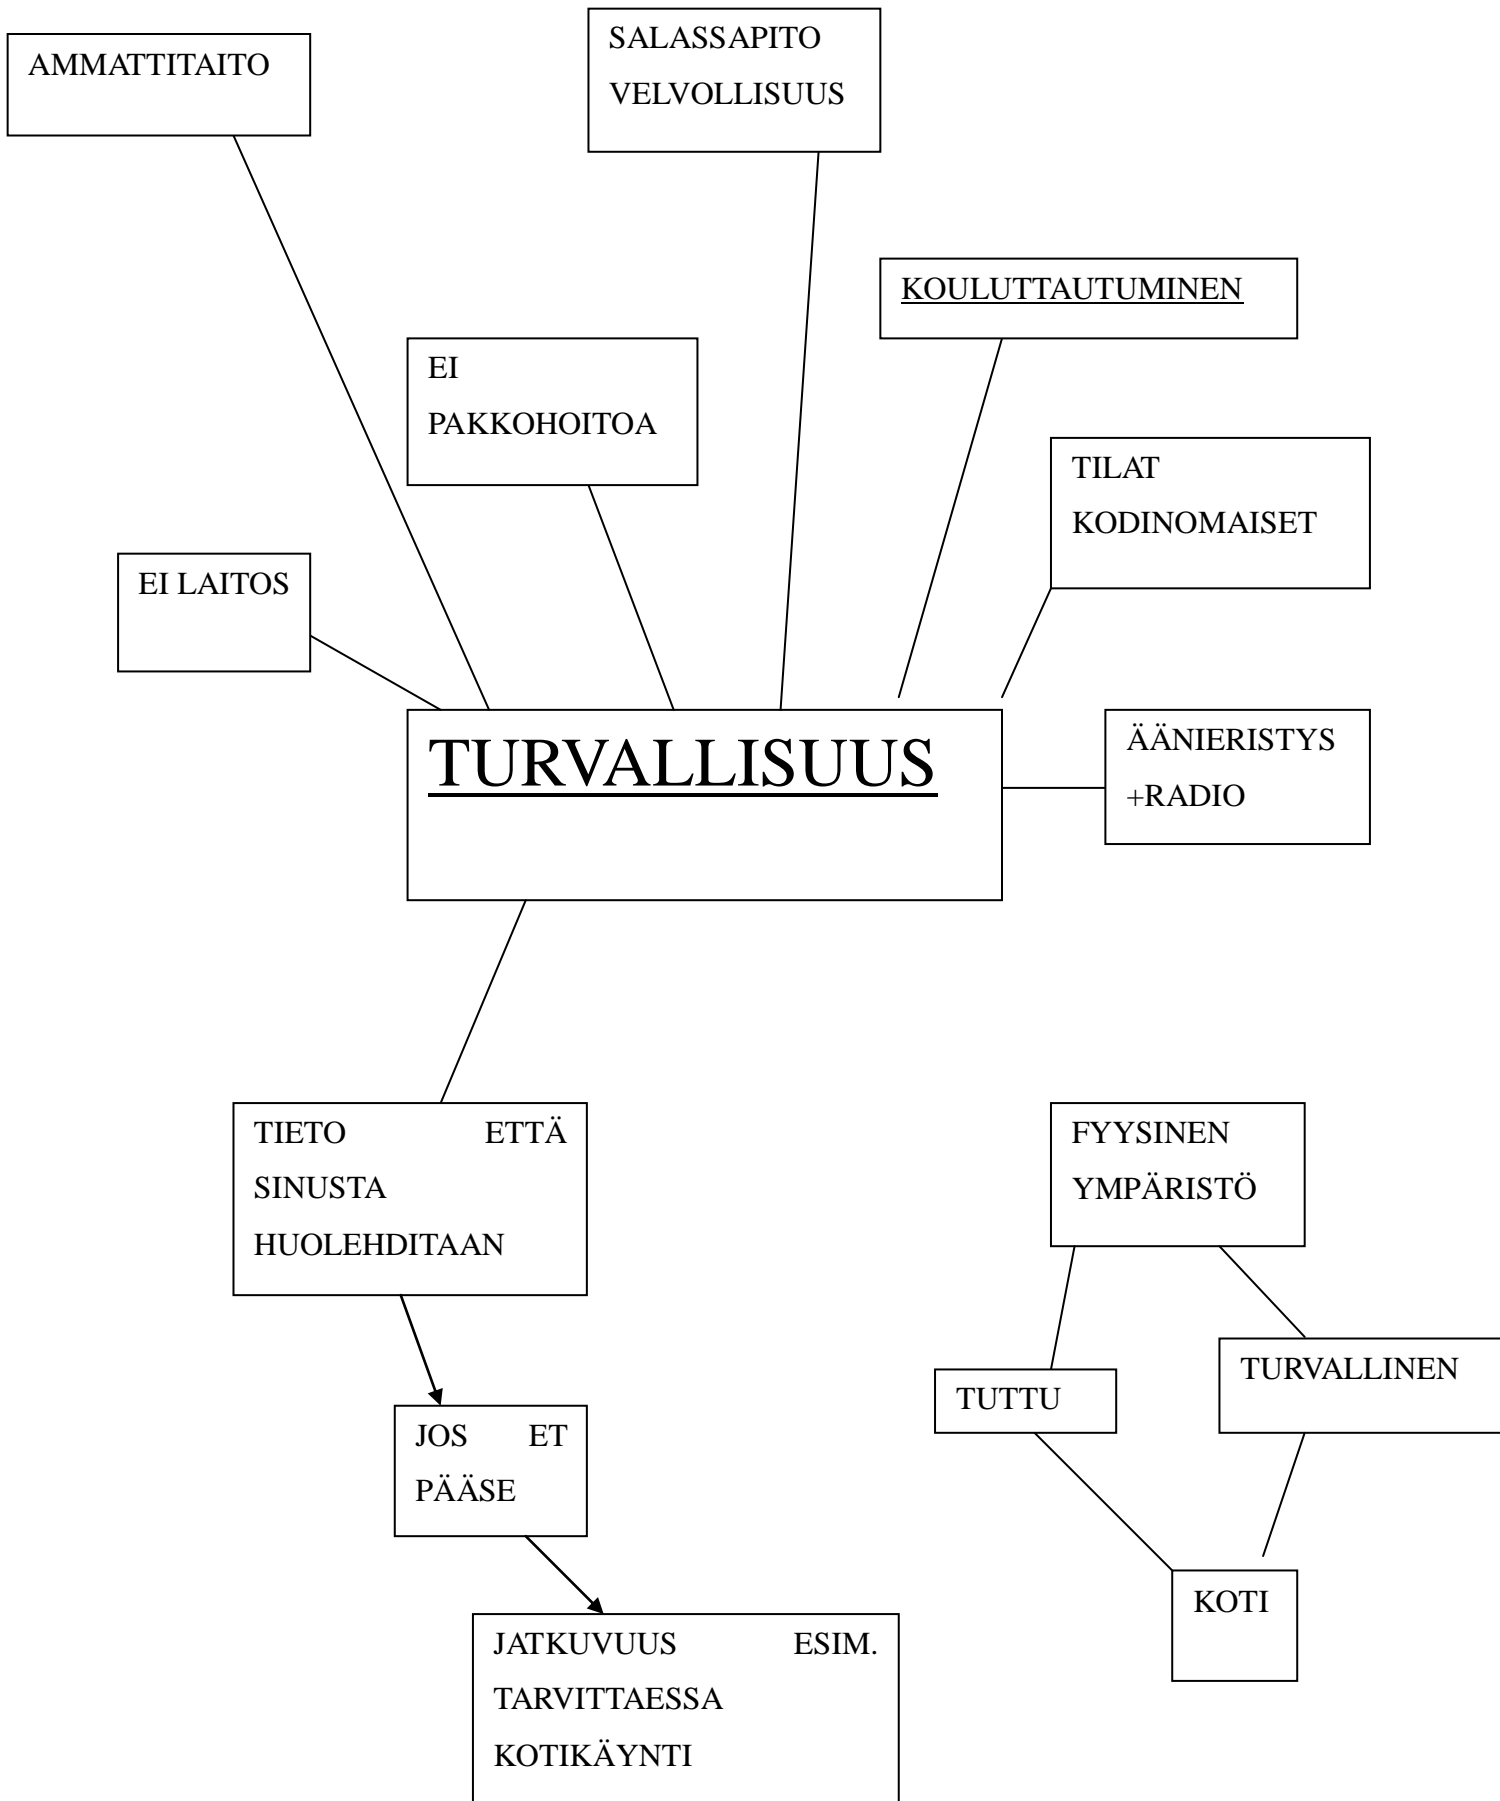 AMMATTITAITO
SALASSAPITO
VELVOLLISUUS
KOULUTTAUTUMINEN
EI
PAKKOHOITOA
TILAT
KODINOMAISET
EI LAITOS
TURVALLISUUS
ÄÄNIERISTYS
+RADIO
TIETO ETTÄ
SINUSTA
HUOLEHDITAAN
FYYSINEN
YMPÄRISTÖ
TUTTU
TURVALLINEN
JOS ET
PÄÄSE
KOTI
JATKUVUUS ESIM.
TARVITTAESSA
KOTIKÄYNTI